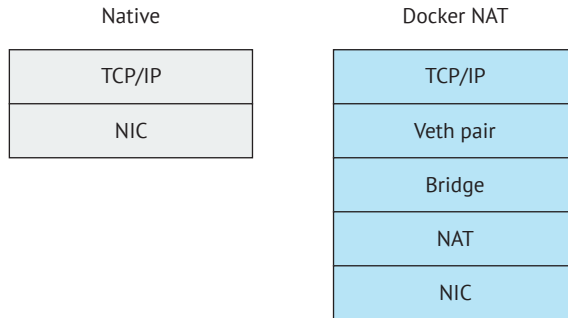 Native
TCP/IP
NIC
Docker NAT
TCP/IP
Veth pair
Bridge
NAT
NIC